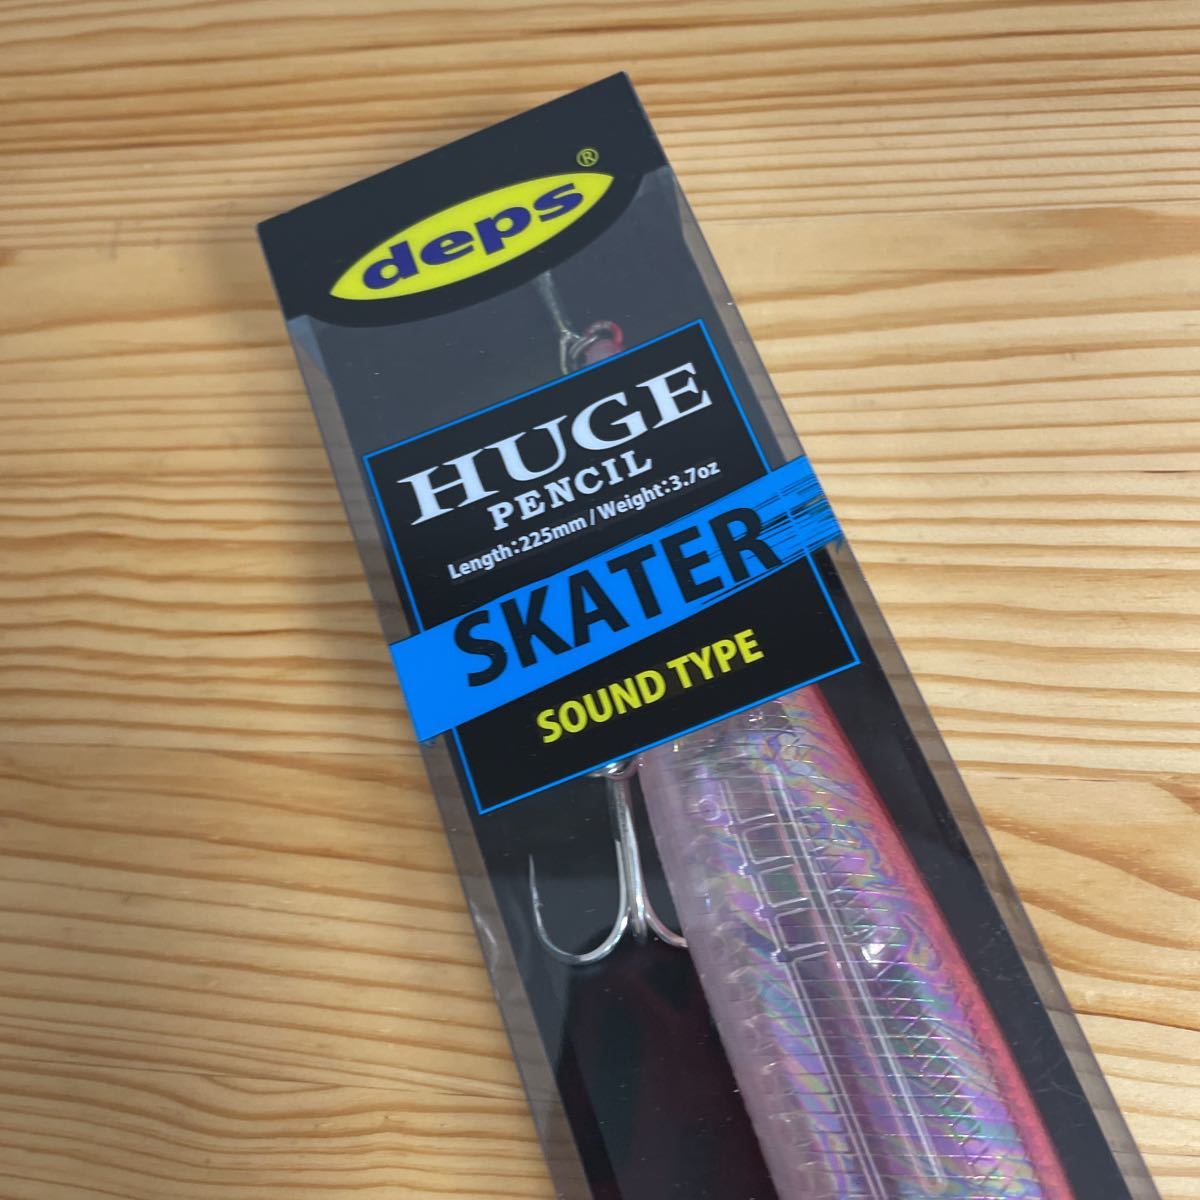 deps®
HUGE
PENCIL
Length:225mm/Weight:3.7oz
SKATER
SOUND TYPE